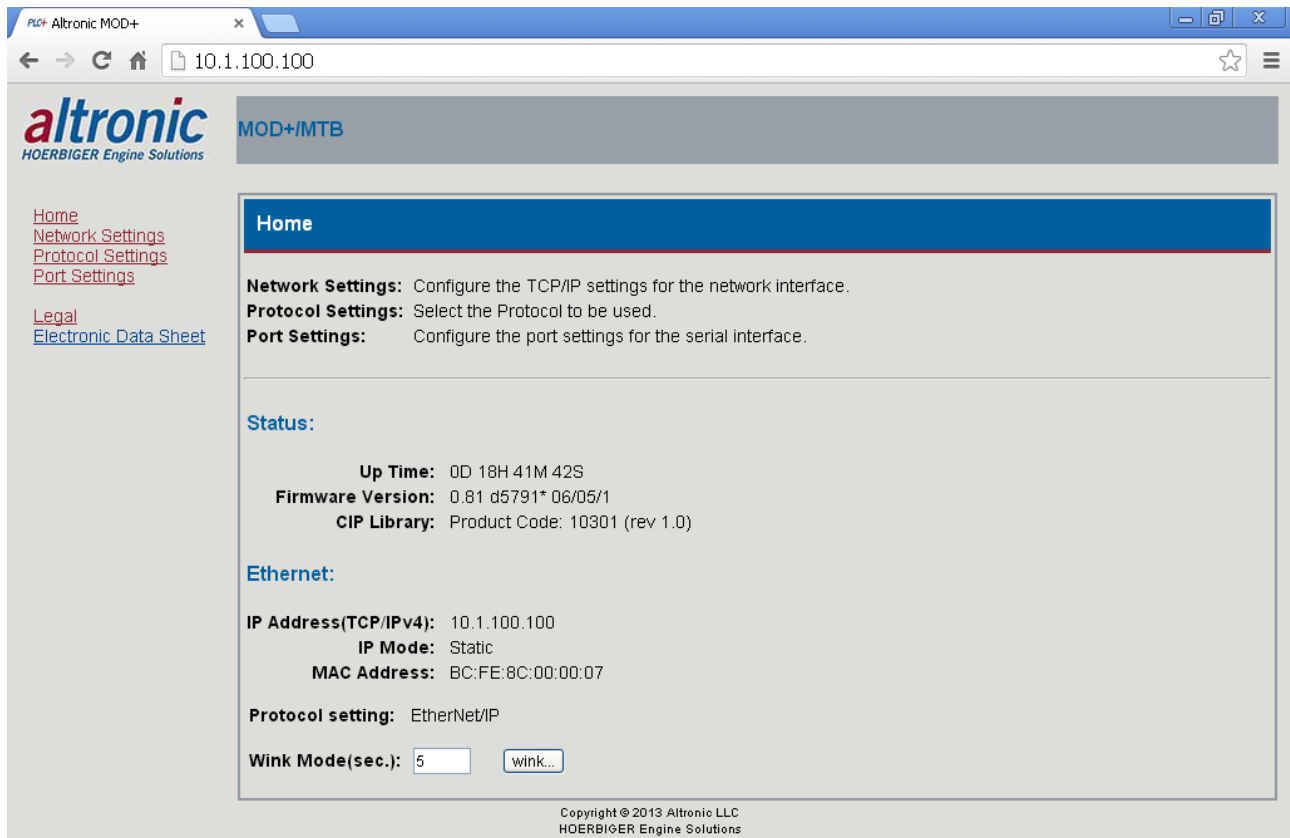 PLC+ Altronic MOD+
10.1.100.100
altronic
HOERBIGER Engine Solutions
MOD+/MTB
Home
Network Settings
Protocol Settings
Port Settings
Legal
Electronic Data Sheet
Home
Network Settings: Configure the TCP/IP settings for the network interface.
Protocol Settings: Select the Protocol to be used.
Port Settings: Configure the port settings for the serial interface.
Status:
Up Time: 0D 18H 41M 42S
Firmware Version: 0.81 d5791* 06/05/1
CIP Library: Product Code: 10301 (rev 1.0)
Ethernet:
IP Address(TCP/IPv4): 10.1.100.100
IP Mode: Static
MAC Address: BC:FE:8C:00:00:07
Protocol setting: EtherNet/IP
Wink Mode(sec.): 5 wink...
Copyright © 2013 Altronic LLC
HOERBIGER Engine Solutions